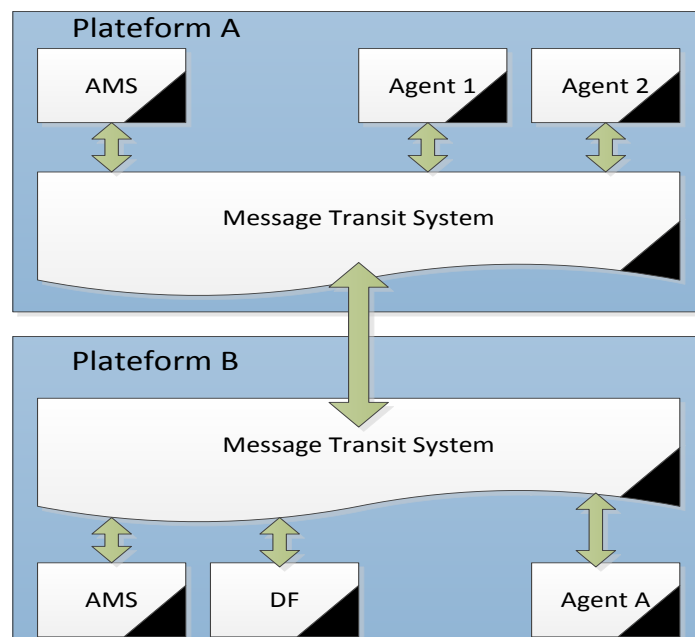 Plateform A
AMS
Agent 1
Agent 2
Message Transit System
Plateform B
Message Transit System
AMS
DF
Agent A